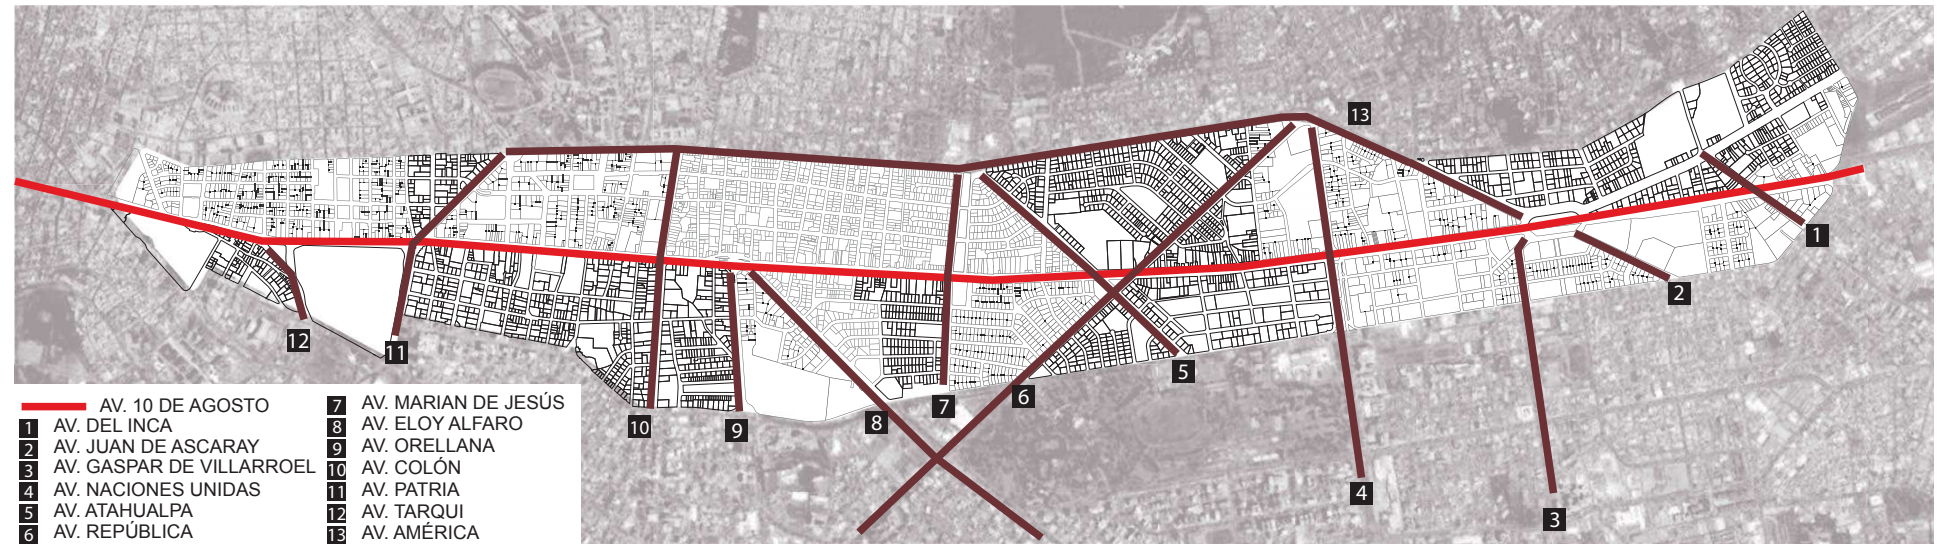 13
1
2
12
11
5
7
6
10
9
8
4
3
AV. 10 DE AGOSTO
1 AV. DEL INCA
2 AV. JUAN DE ASCARAY
3 AV. GASPAR DE VILLARROEL
4 AV. NACIONES UNIDAS
5 AV. ATAHUALPA
6 AV. REPÚBLICA
7 AV. MARIAN DE JESÚS
8 AV. ELOY ALFARO
9 AV. ORELLANA
10 AV. COLÓN
11 AV. PATRIA
12 AV. TARQUI
13 AV. AMÉRICA